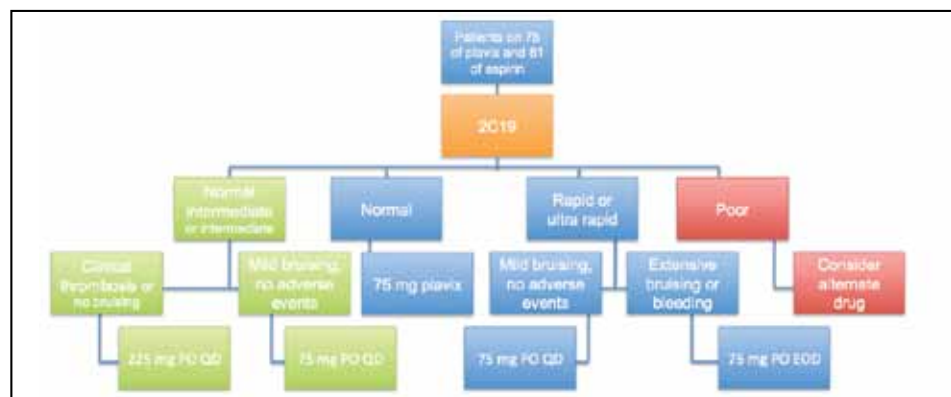 Patients on 75
of plavix and 81
of aspirin
2C19
Normal
intermediate
or intermediate
Normal
Rapid or
ultra rapid
Poor
Clinical
thrombosis or
no bruising
Mild bruising,
no adverse
events
75 mg plavix
Mild bruising,
no adverse
events
Extensive
bruising or
bleeding
Consider
alternate
drug
225 mg PO QD
75 mg PO QD
75 mg PO QD
75 mg PO EOD